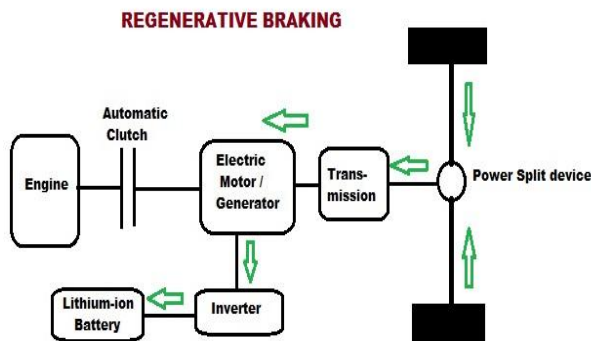 REGENERATIVE BRAKING
Automatic
Clutch
Engine
Electric
Motor /
Generator
Trans-
mission
Power Split device
Lithium-ion
Battery
Inverter